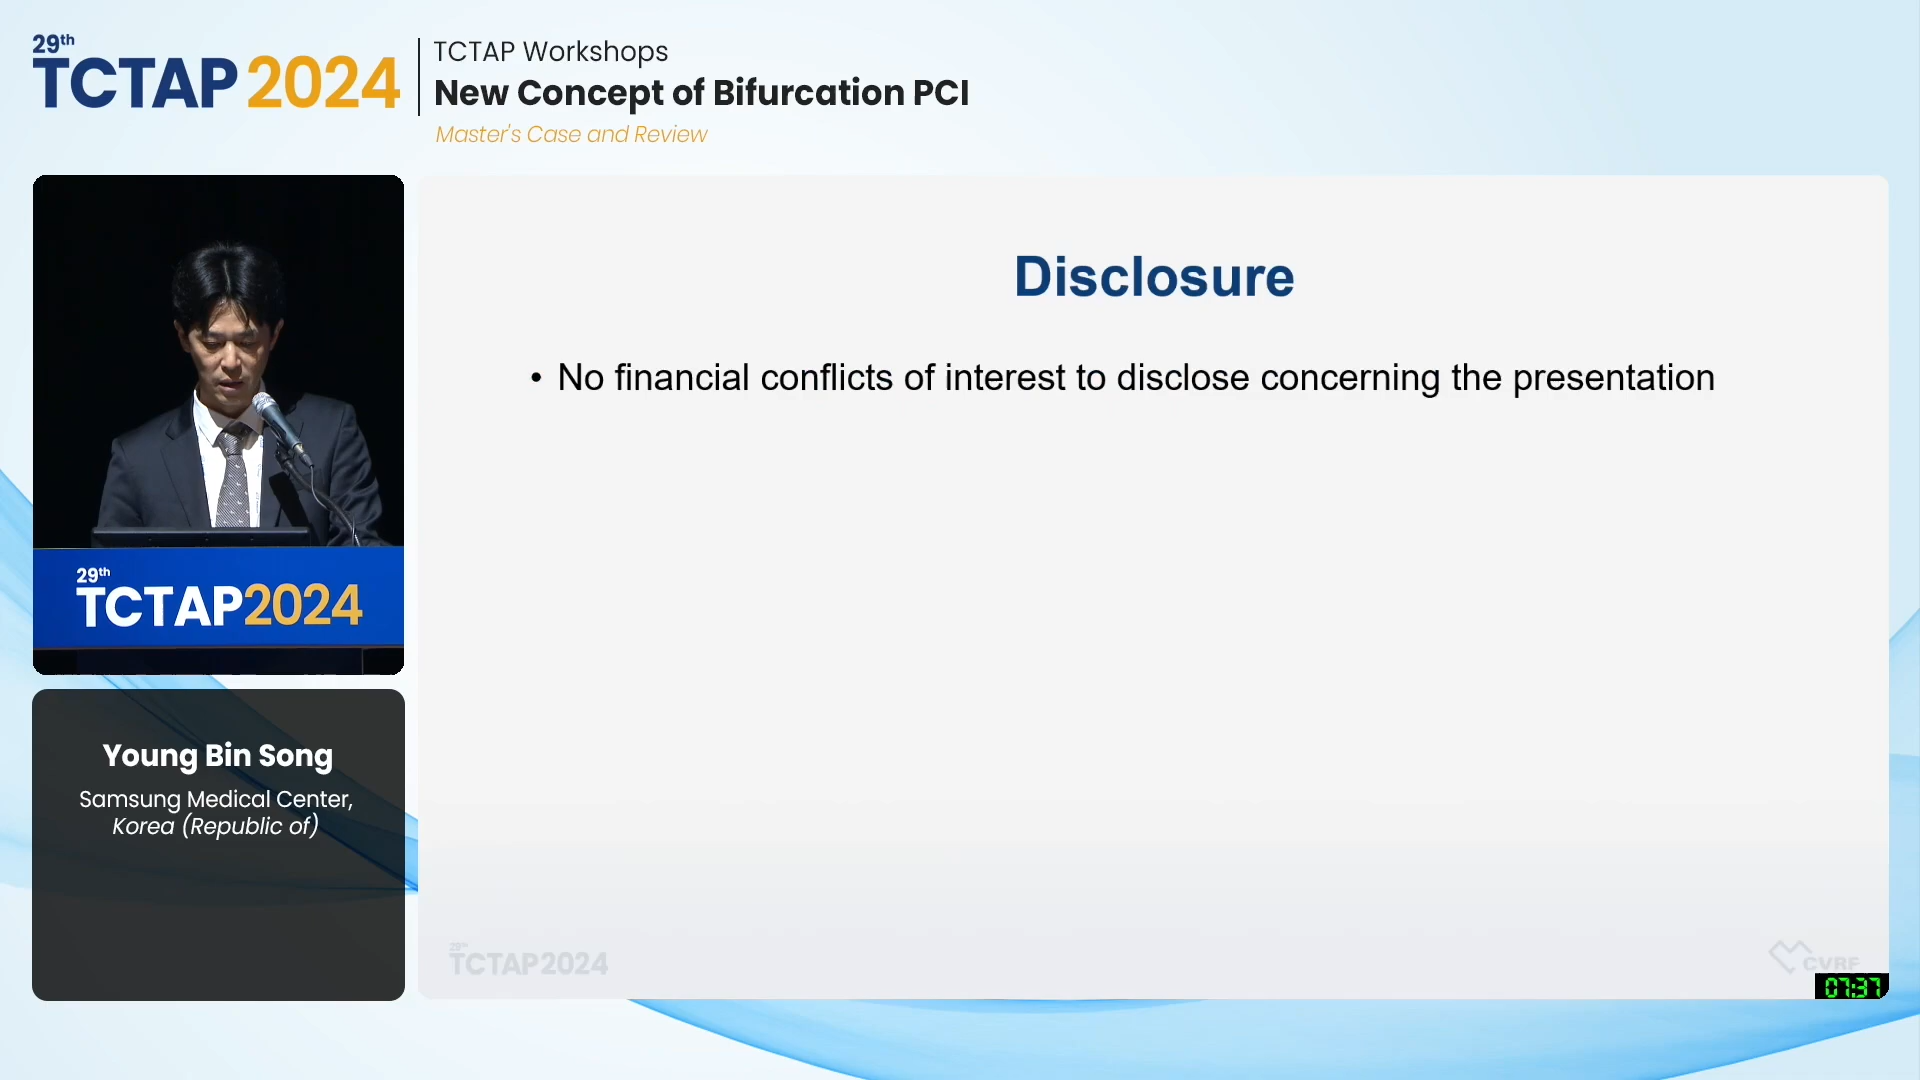 29th
TCTAP 2024
TCTAP Workshops
New Concept of Bifurcation PCI
Master's Case and Review
29th
TCTAP2024
Young Bin Song
Samsung Medical Center,
Korea (Republic of)
Disclosure
• No financial conflicts of interest to disclose concerning the presentation
29th
TCTAP2024
CVRF
07:37